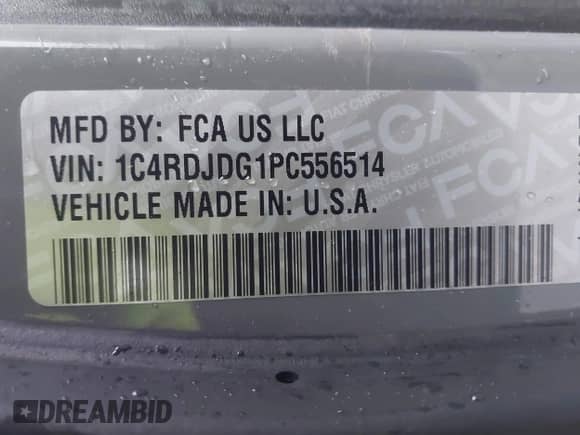 MFD BY: FCA US LLC
VIN: 1C4RDJDG1PC556514
VEHICLE MADE IN: U.S.A.
DREAMBID